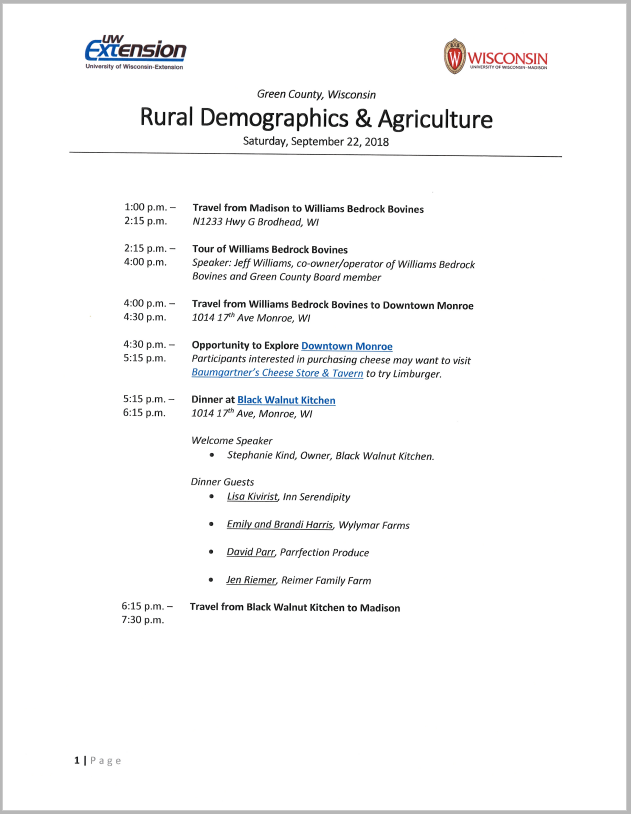 UW
Extension
University of Wisconsin-Extension
WISCONSIN
UNIVERSITY OF WISCONSIN-MADISON
Green County, Wisconsin
Rural Demographics & Agriculture
Saturday, September 22, 2018
1:00 p.m. – Travel from Madison to Williams Bedrock Bovines
2:15 p.m. N1233 Hwy G Brodhead, WI
2:15 p.m. – Tour of Williams Bedrock Bovines
4:00 p.m. Speaker: Jeff Williams, co-owner/operator of Williams Bedrock
Bovines and Green County Board member
4:00 p.m. – Travel from Williams Bedrock Bovines to Downtown Monroe
4:30 p.m. 1014 17th Ave Monroe, WI
4:30 p.m. – Opportunity to Explore Downtown Monroe
5:15 p.m. Participants interested in purchasing cheese may want to visit
Baumgartner's Cheese Store & Tavern to try Limburger.
5:15 p.m. – Dinner at Black Walnut Kitchen
6:15 p.m. 1014 17th Ave, Monroe, WI
Welcome Speaker
• Stephanie Kind, Owner, Black Walnut Kitchen.
Dinner Guests
• Lisa Kivirist, Inn Serendipity
• Emily and Brandi Harris, Wylymar Farms
• David Parr, Parrfection Produce
• Jen Riemer, Reimer Family Farm
6:15 p.m. – Travel from Black Walnut Kitchen to Madison
7:30 p.m.
1 | Page